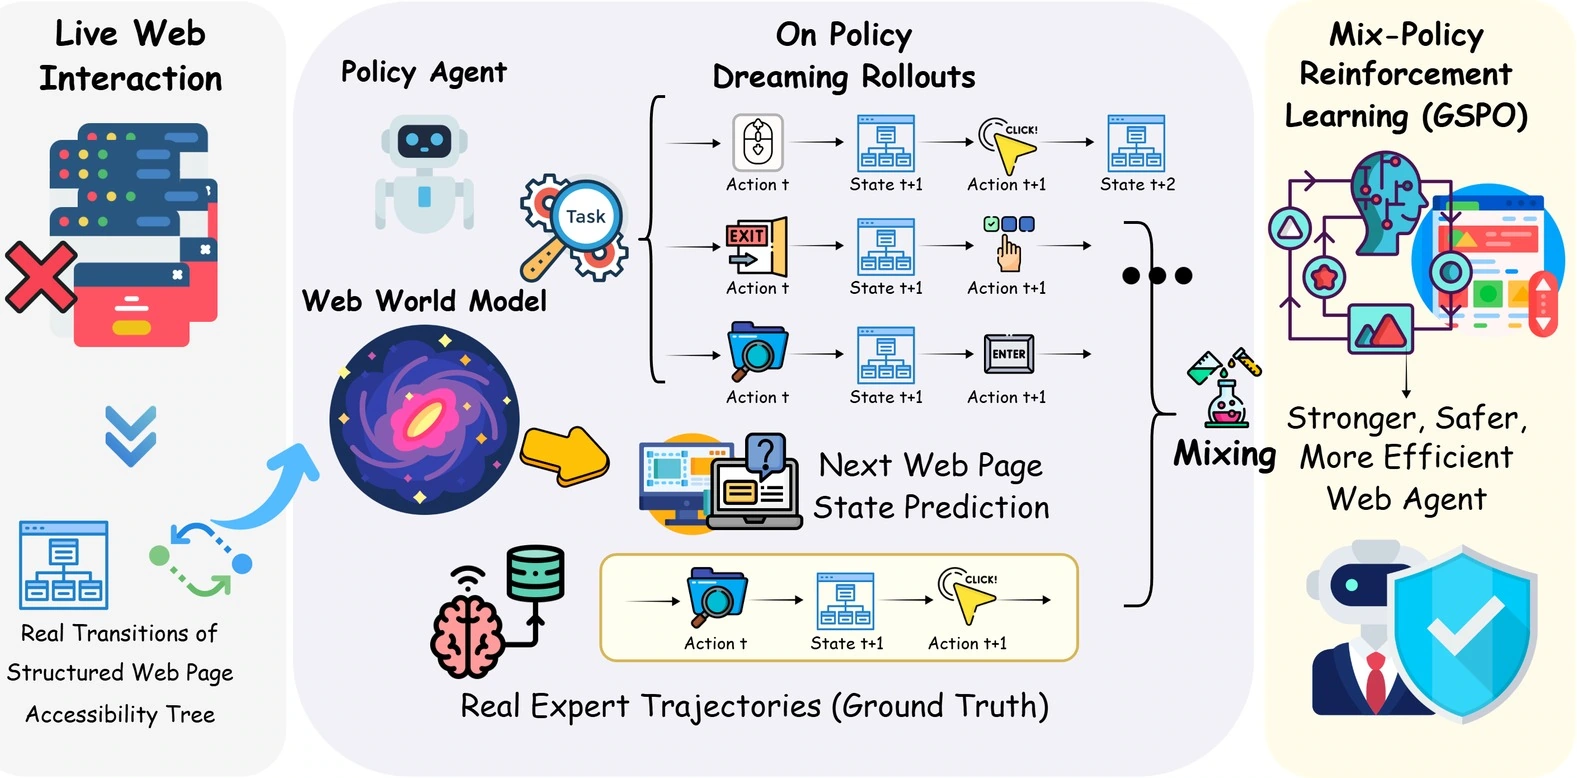 Live Web
Interaction
Real Transitions of
Structured Web Page
Accessibility Tree
Policy Agent
Task
Web World Model
On Policy
Dreaming Rollouts
CLICK!
Action t
State t+1
Action t+1
State t+2
EXIT
Action t
State t+1
Action t+1
ENTER
Action t
State t+1
Action t+1
?
Next Web Page
State Prediction
CLICK!
Action t
State t+1
Action t+1
Real Expert Trajectories (Ground Truth)
Mixing
Mix-Policy
Reinforcement
Learning (GSPO)
Stronger, Safer,
More Efficient
Web Agent